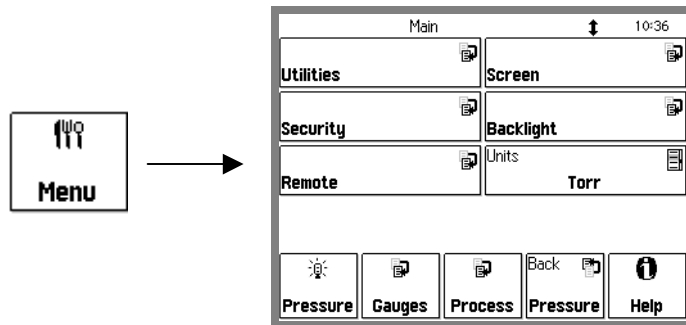 Menu
Main 10:36
Utilities
Screen
Security
Backlight
Remote
Units
Torr
Pressure
Gauges
Process
Back
Pressure
Help